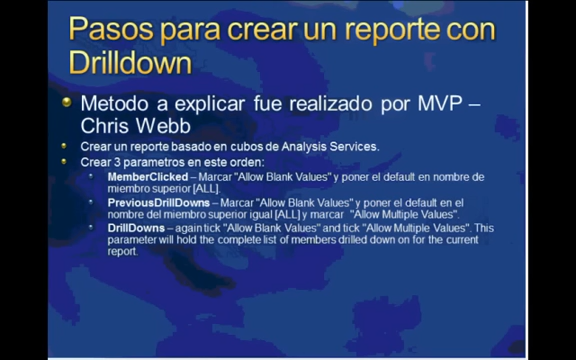 Pasos para crear un reporte con
Drilldown
Metodo a explicar fue realizado por MVP –
Chris Webb
Crear un reporte basado en cubos de Analysis Services.
Crear 3 parametros en este orden:
MemberClicked – Marcar "Allow Blank Values" y poner el default en nombre de
miembro superior [ALL].
PreviousDrillDowns – Marcar "Allow Blank Values" y poner el default en el
nombre del miembro superior igual [ALL] y marcar "Allow Multiple Values".
DrillDowns – again tick "Allow Blank Values" and tick "Allow Multiple Values". This
parameter will hold the complete list of members drilled down on for the current
report.